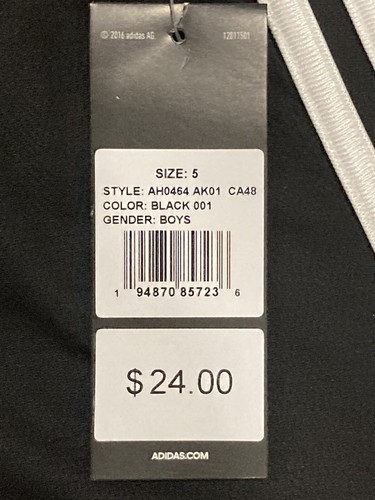 © 2016 adidas AG 12011501
SIZE: 5
STYLE: AH0464 AK01 CA48
COLOR: BLACK 001
GENDER: BOYS
1 94870 85723 6
$24.00
ADIDAS.COM